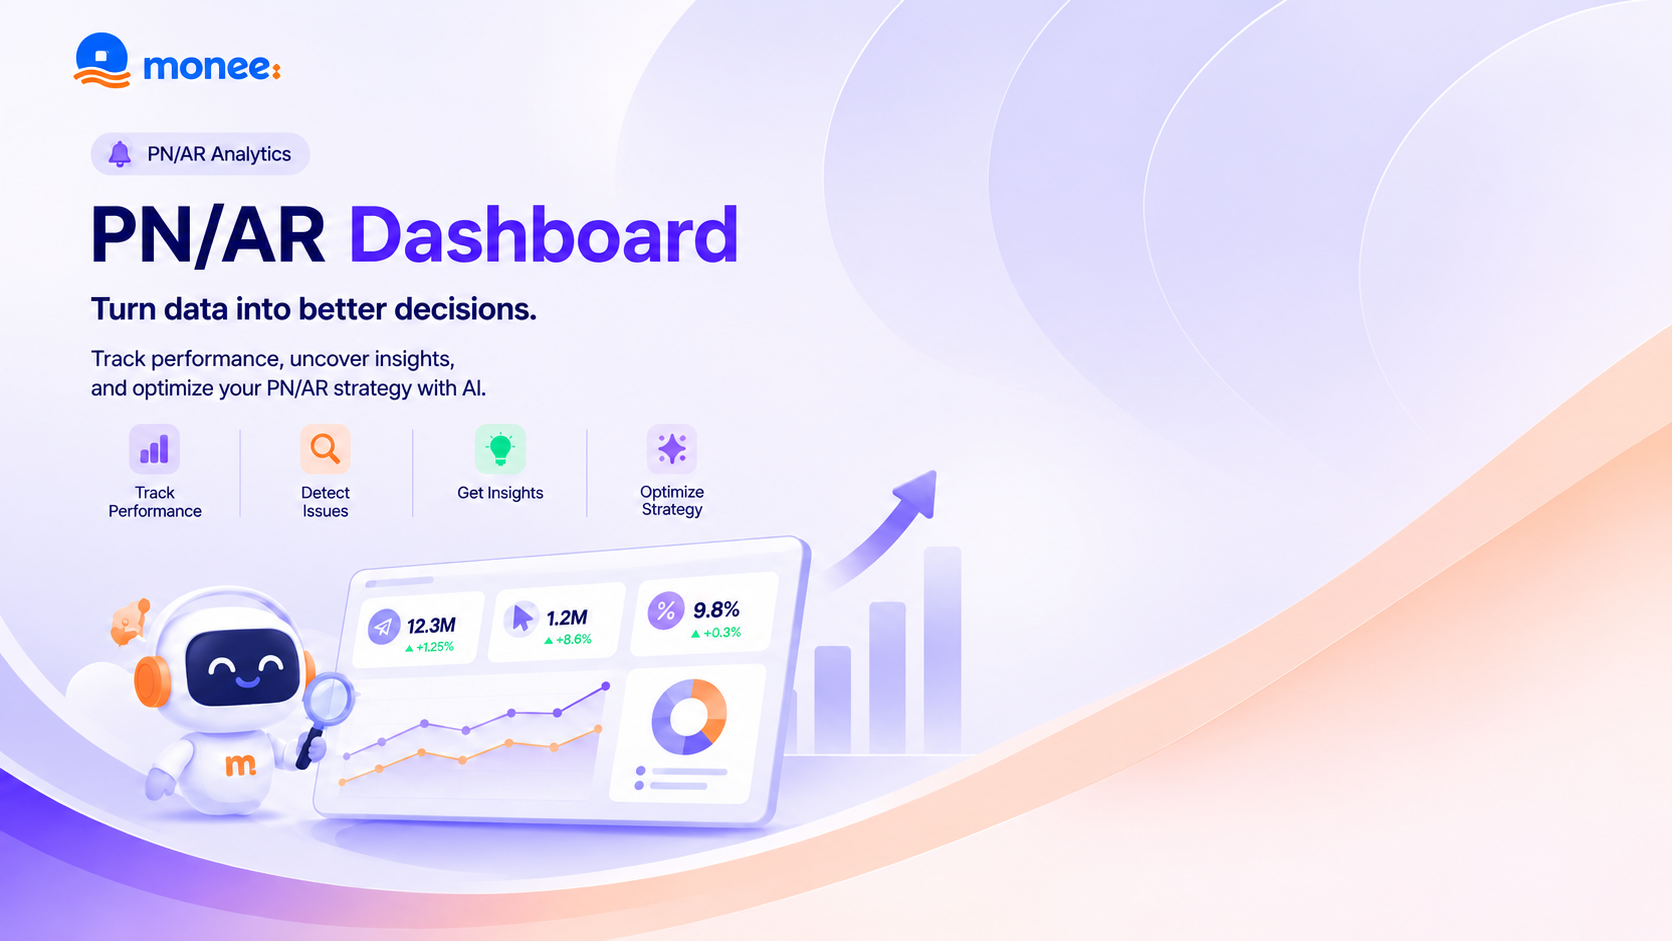 monee:
PN/AR Analytics
PN/AR Dashboard
Turn data into better decisions.
Track performance, uncover insights,
and optimize your PN/AR strategy with AI.
Track
Performance
Detect
Issues
Get Insights
Optimize
Strategy
12.3M
▲ +1.25%
1.2M
▲ +8.6%
%
9.8%
▲ +0.3%
m